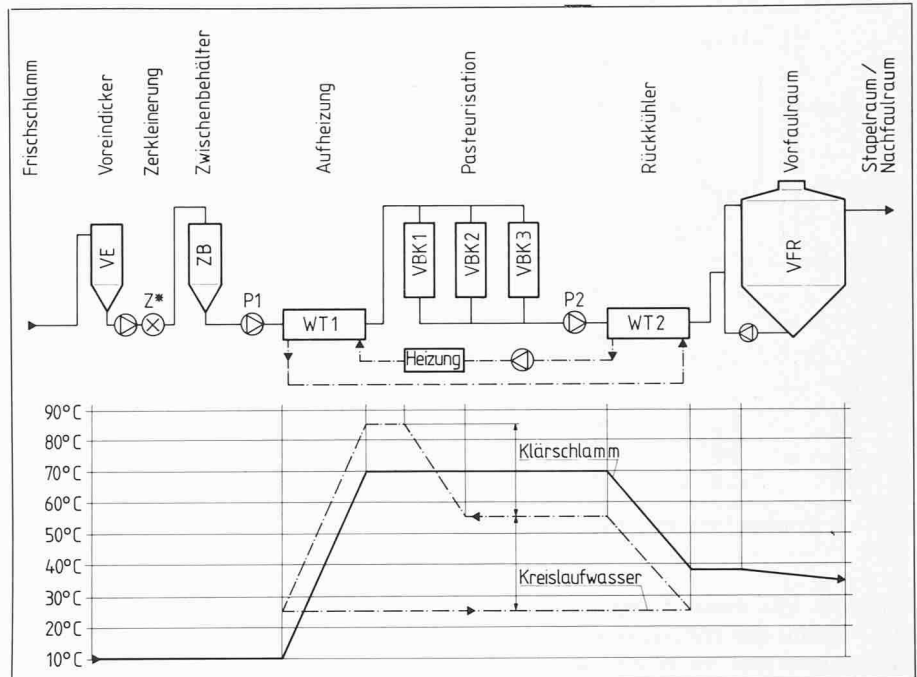 Frischschlamm
Voreindicker
Zerkleinerung
Zwischenbehälter
Aufheizung
Pasteurisation
Rückkühler
Vorfaulraum
Stapelraum /
Nachfaulraum
VE
Z*
ZB
P1
WT1
VBK1
VBK2
VBK3
P2
WT2
VFR
Heizung
90°C
80°C
70°C
60°C
50°C
40°C
30°C
20°C
10°C
Klärschlamm
Kreislaufwasser